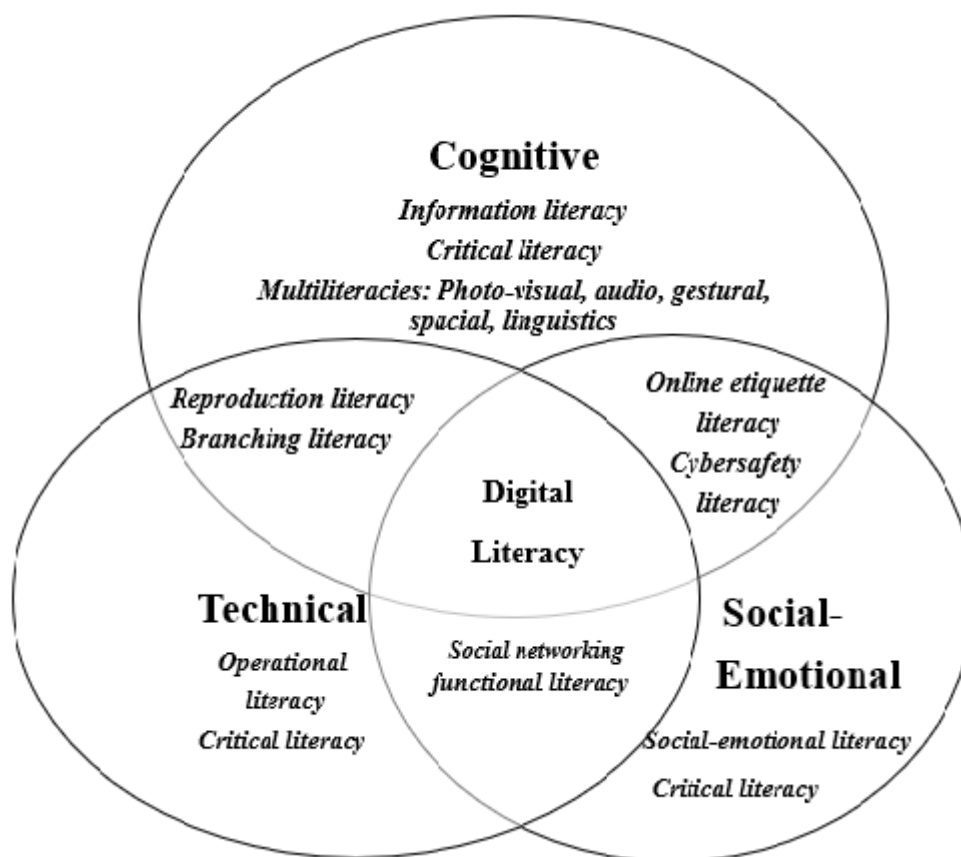 Cognitive
Information literacy
Critical literacy
Multiliteracies: Photo-visual, audio, gestural,
spacial, linguistics
Reproduction literacy
Branching literacy
Online etiquette
literacy
Cybersafety
literacy
Digital
Literacy
Technical
Operational
literacy
Critical literacy
Social networking
functional literacy
Social-
Emotional
Social-emotional literacy
Critical literacy